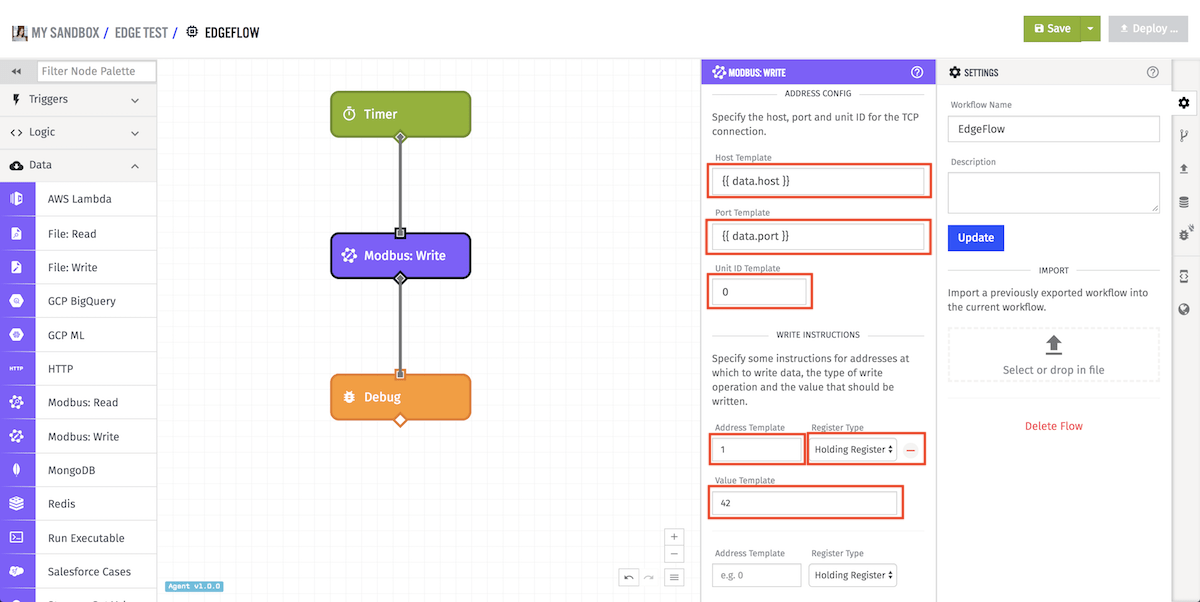 MY SANDBOX / EDGE TEST / EDGEFLOW
Save
Deploy ...
Filter Node Palette
Triggers
Logic
Data
AWS Lambda
File: Read
File: Write
GCP BigQuery
GCP ML
HTTP
HTTP
Modbus: Read
Modbus: Write
MongoDB
Redis
Run Executable
Salesforce Cases
Timer
Modbus: Write
Debug
Agent v1.0.0
MODBUS: WRITE
ADDRESS CONFIG
Specify the host, port and unit ID for the TCP
connection.
Host Template
{{ data.host }}
Port Template
{{ data.port }}
Unit ID Template
0
WRITE INSTRUCTIONS
Specify some instructions for addresses at
which to write data, the type of write
operation and the value that should be
written.
Address Template
Register Type
1
Holding Register
Value Template
42
Address Template
Register Type
e.g. 0
Holding Register
SETTINGS
Workflow Name
EdgeFlow
Description
Update
IMPORT
Import a previously exported workflow into
the current workflow.
Select or drop in file
Delete Flow